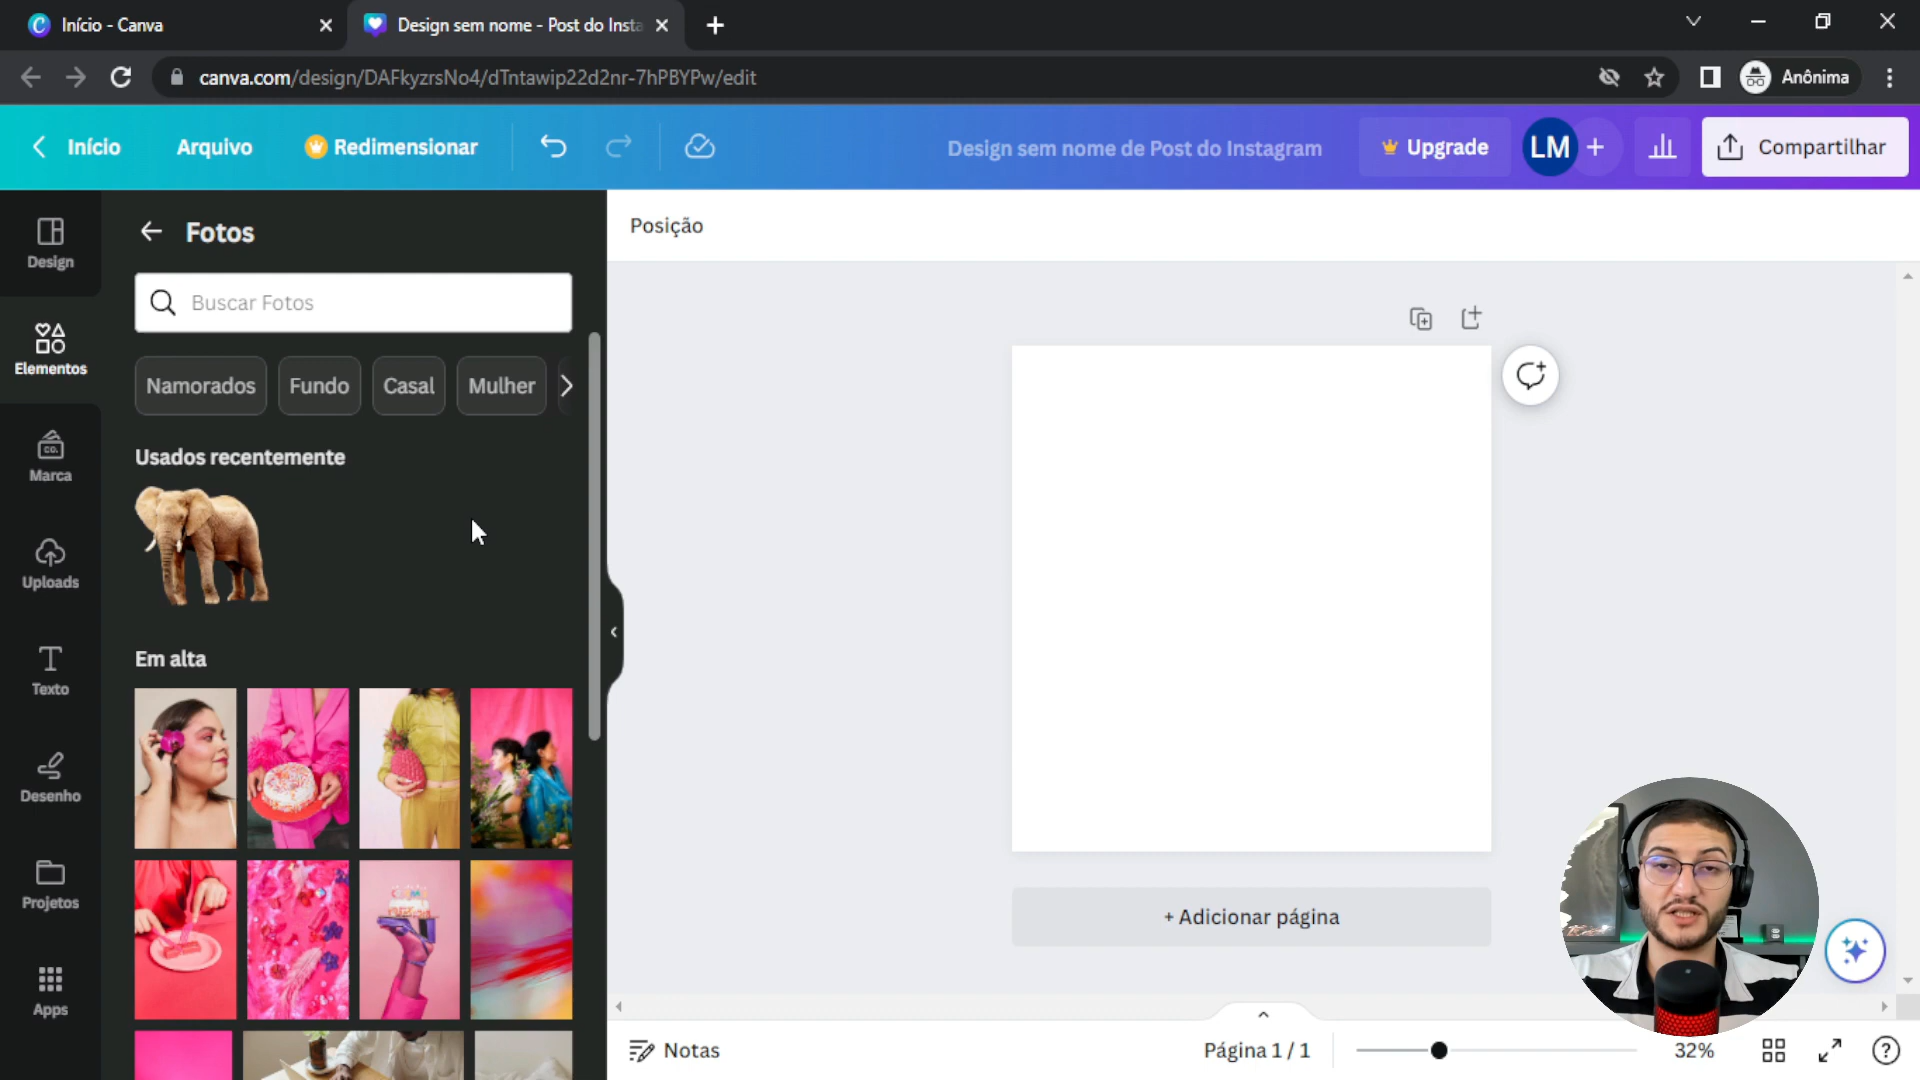 Início - Canva
Design sem nome - Post do Insta
canva.com/design/DAFkyzrsNo4/dTntawip22d2nr-7hPBYPw/edit
Anônima
Início
Arquivo
Redimensionar
Design sem nome de Post do Instagram
Upgrade
LM
Compartilhar
Design
Elementos
Marca
CO.
Uploads
Texto
Desenho
Projetos
Apps
Fotos
Buscar Fotos
Namorados
Fundo
Casal
Mulher
Usados recentemente
Em alta
Posição
+ Adicionar página
Notas
Página 1 / 1
32%